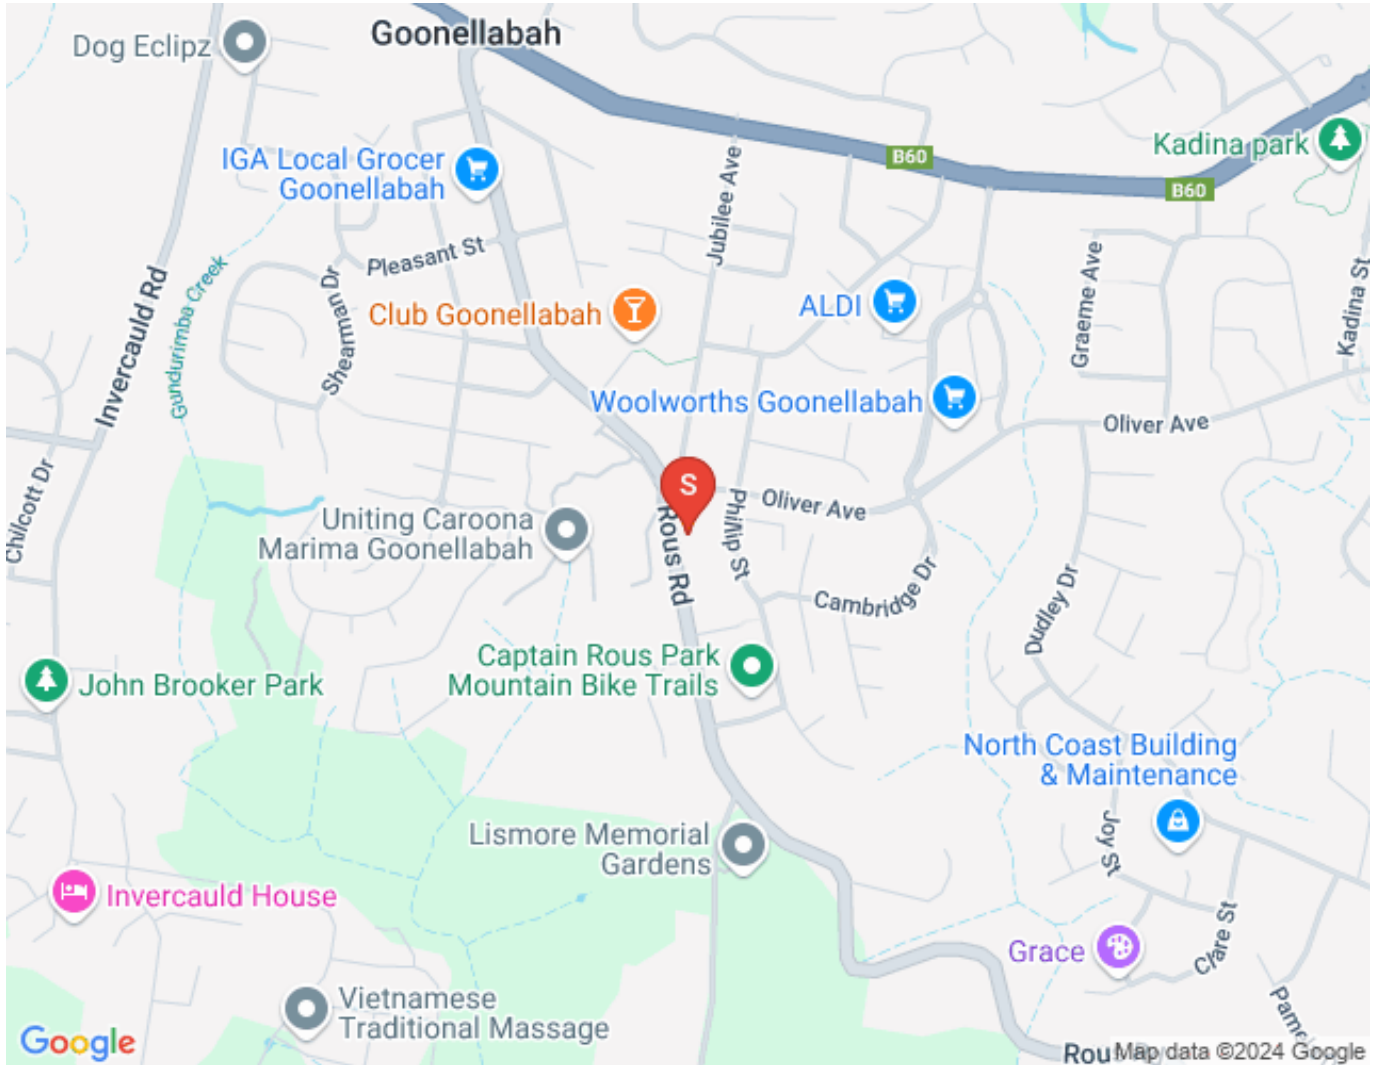 Goonellabah
Dog Eclipz
Kadina park
B60
B60
IGA Local Grocer
Goonellabah
Jubilee Ave
Pleasant St
Shearman Dr
Gundurimba Creek
Invercauld Rd
Club Goonellabah
ALDI
Graeme Ave
Kadina St
Woolworths Goonellabah
Oliver Ave
Chilcott Dr
S
Oliver Ave
Phillip St
Rous Rd
Uniting Caroona
Marima Goonellabah
Cambridge Dr
Dudley Dr
Captain Rous Park
Mountain Bike Trails
John Brooker Park
North Coast Building
& Maintenance
Joy St
Lismore Memorial
Gardens
Invercauld House
Grace
Clare St
Vietnamese
Traditional Massage
Google
Map data ©2024 Google